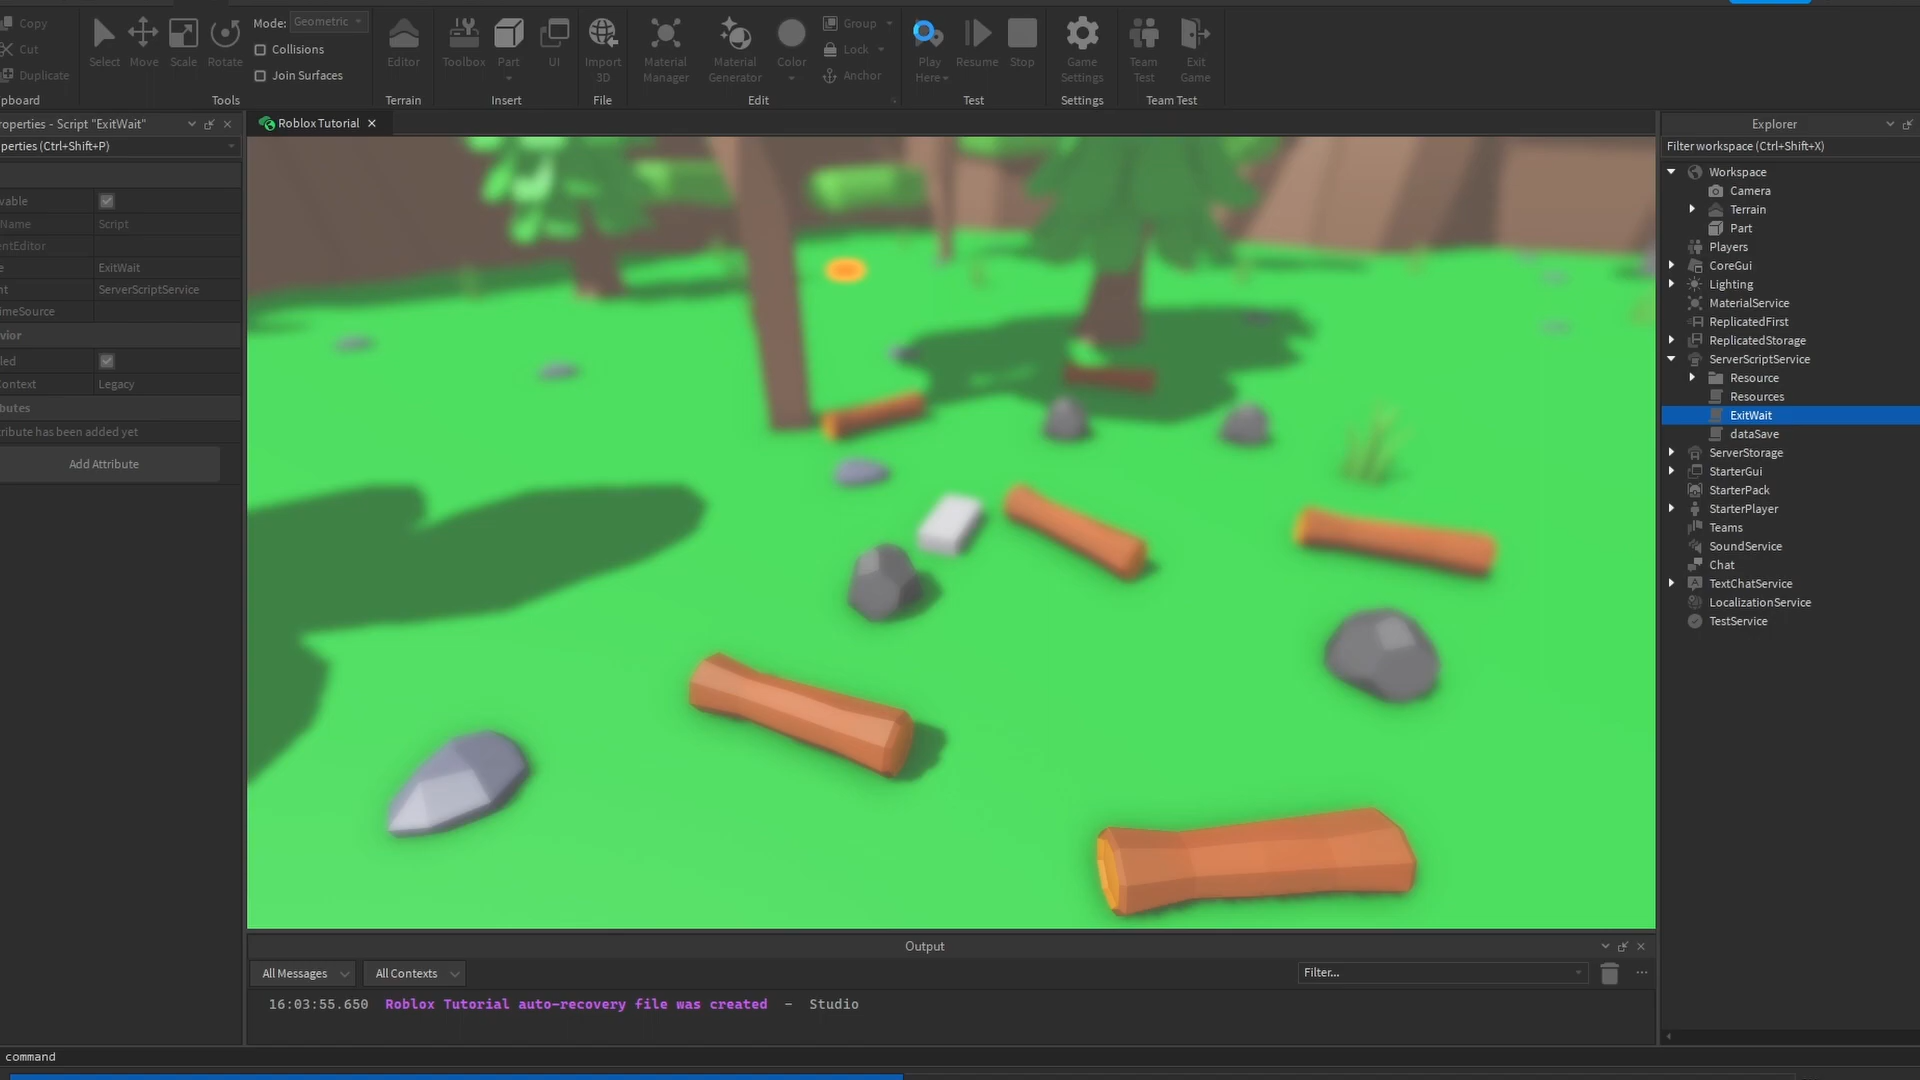 Copy
Cut
Duplicate
pboard
Select
Move
Scale
Rotate
Mode:
Geometric
Collisions
Join Surfaces
Tools
Editor
Terrain
Toolbox
Part
UI
Insert
Import
3D
File
Material
Manager
Material
Generator
Color
Group
Lock
Anchor
Edit
Play
Here
Resume
Stop
Test
Game
Settings
Settings
Team
Test
Exit
Game
Team Test
roperties - Script "ExitWait"
perties (Ctrl+Shift+P)
vable
Name
Script
entEditor
e
ExitWait
nt
ServerScriptService
imeSource
vior
led
Context
Legacy
butes
ribute has been added yet
Add Attribute
Roblox Tutorial
Explorer
Filter workspace (Ctrl+Shift+X)
Workspace
Camera
Terrain
Part
Players
CoreGui
Lighting
MaterialService
ReplicatedFirst
ReplicatedStorage
ServerScriptService
Resource
Resources
ExitWait
dataSave
ServerStorage
StarterGui
StarterPack
StarterPlayer
Teams
SoundService
Chat
TextChatService
LocalizationService
TestService
Output
All Messages
All Contexts
Filter...
16:03:55.650 Roblox Tutorial auto-recovery file was created - Studio
command